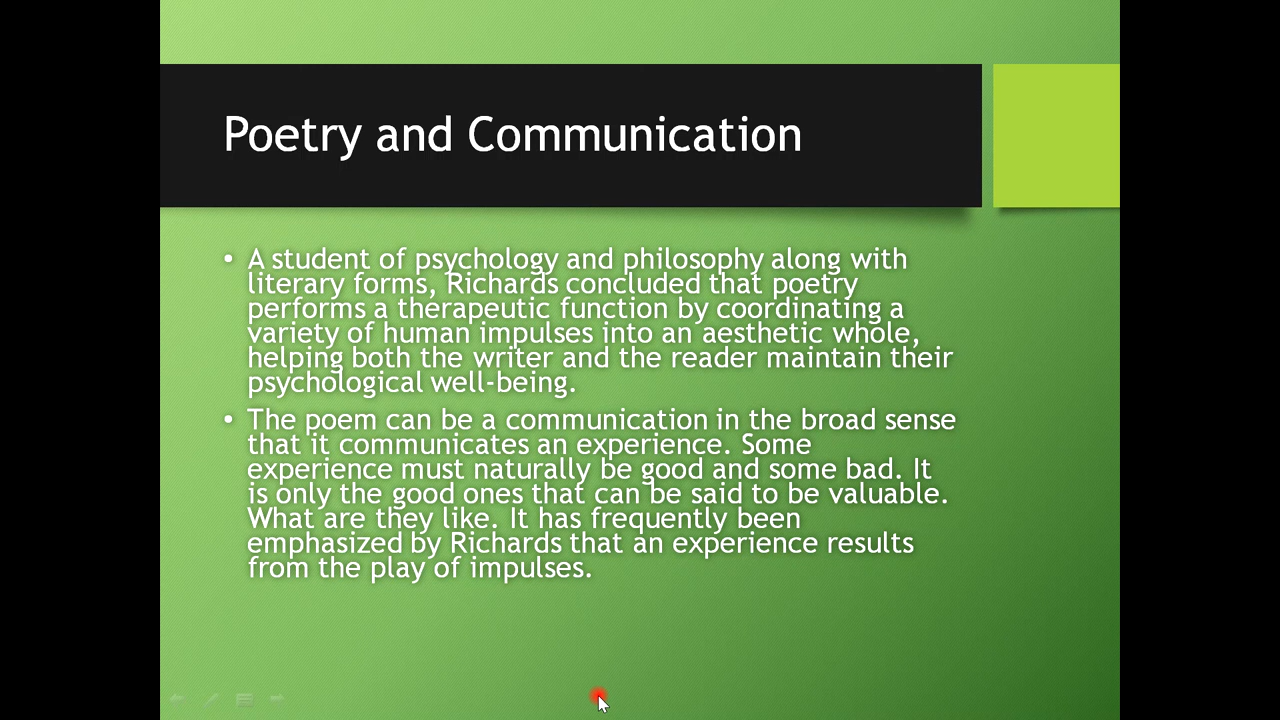 Poetry and Communication
• A student of psychology and philosophy along with
literary forms, Richards concluded that poetry
performs a therapeutic function by coordinating a
variety of human impulses into an aesthetic whole,
helping both the writer and the reader maintain their
psychological well-being.
• The poem can be a communication in the broad sense
that it communicates an experience. Some
experience must naturally be good and some bad. It
is only the good ones that can be said to be valuable.
What are they like. It has frequently been
emphasized by Richards that an experience results
from the play of impulses.